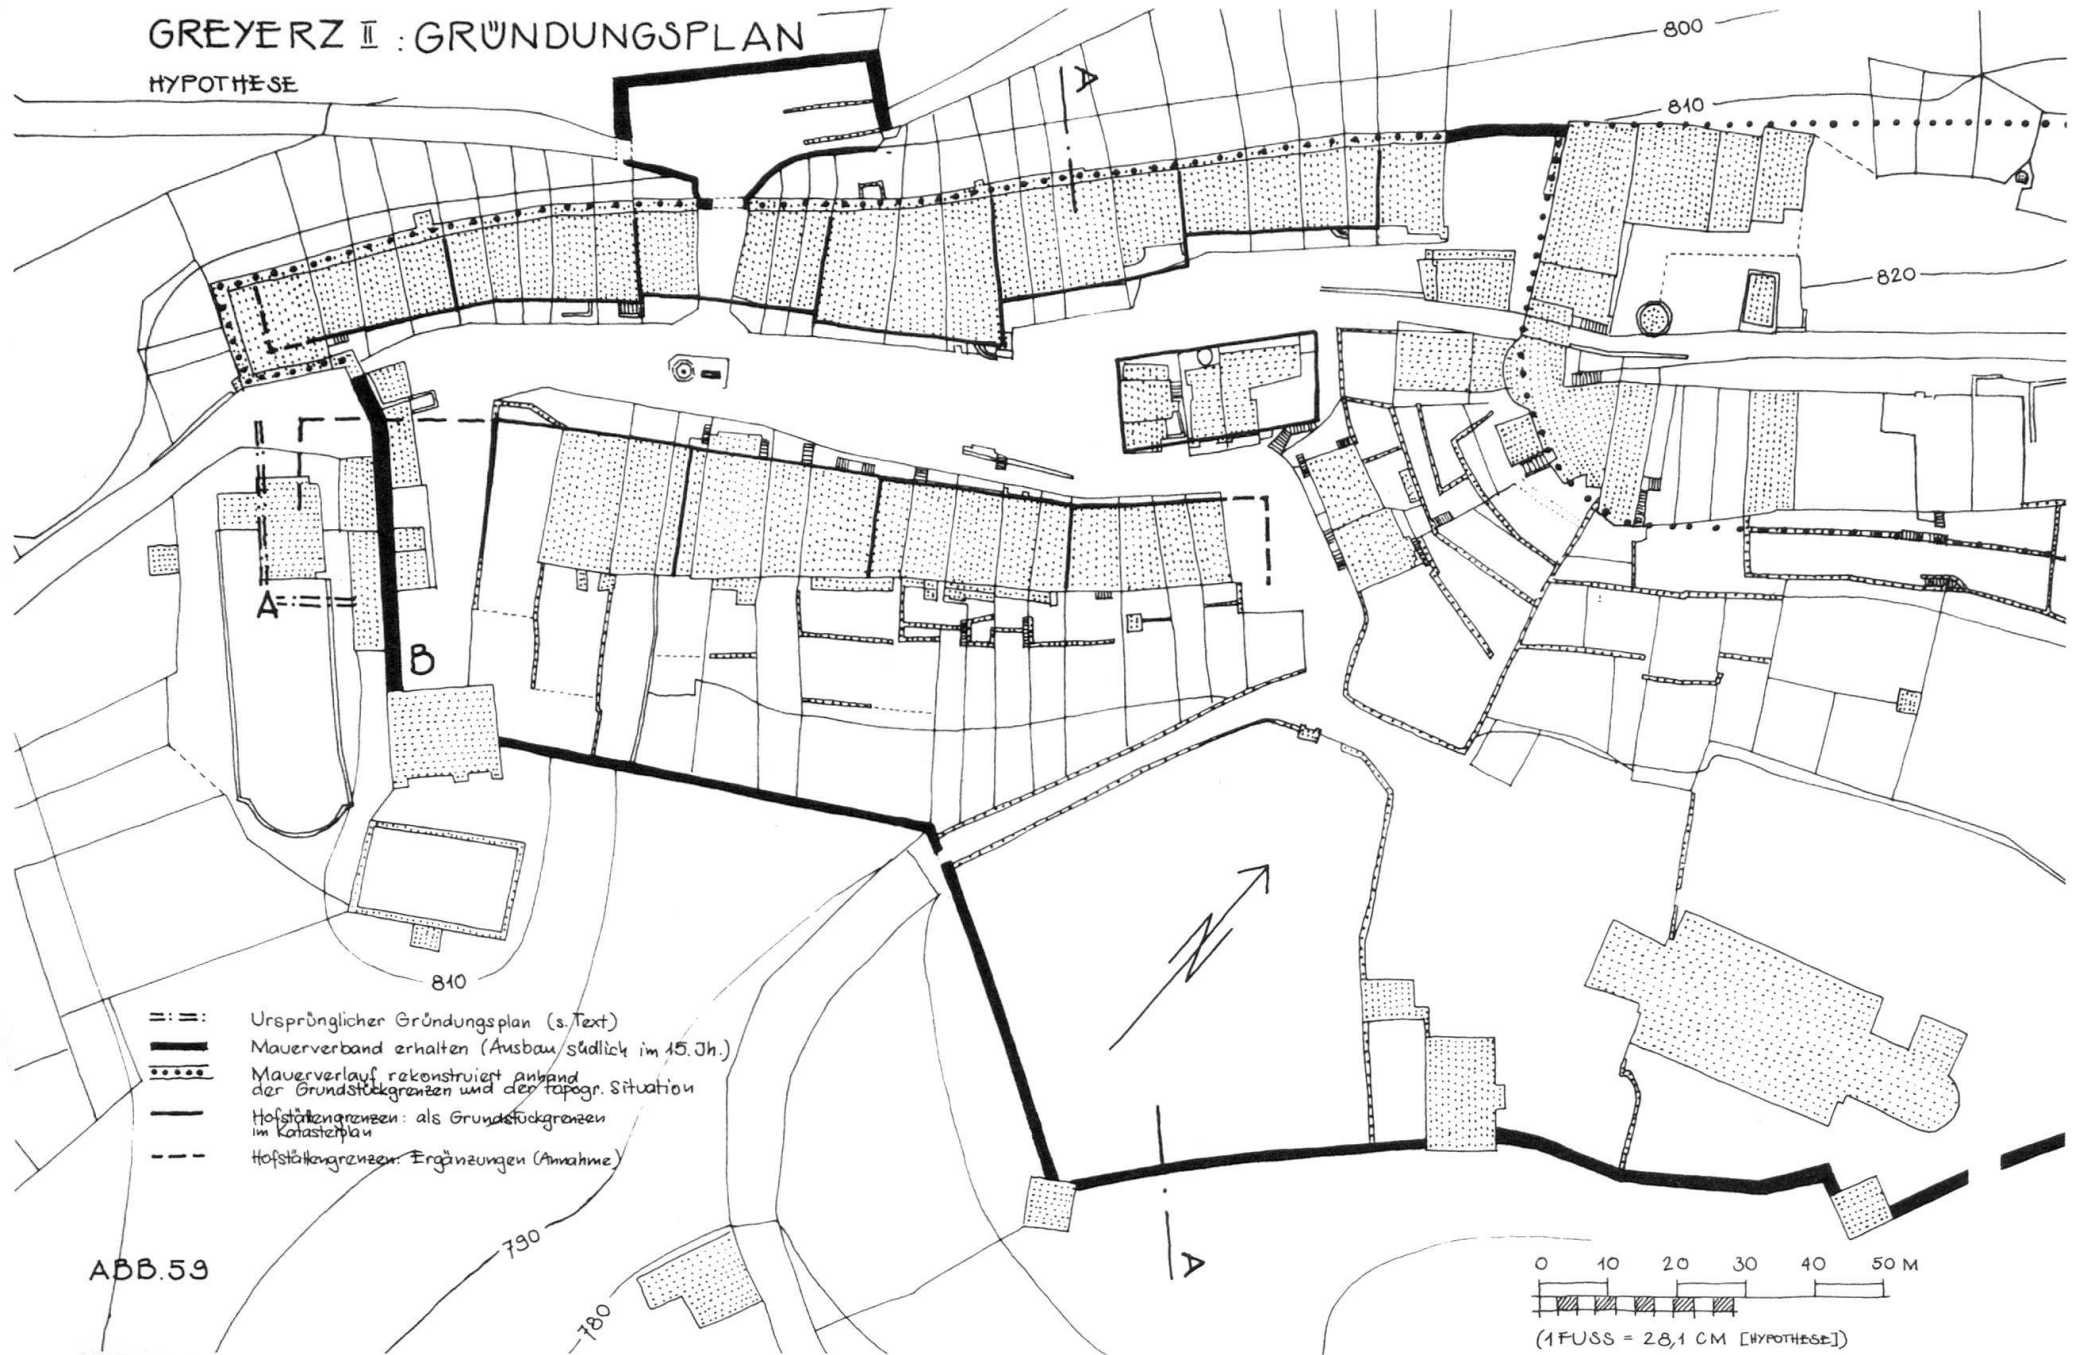 GREYERZ II : GRÜNDUNGSPLAN
HYPOTHESE
A
800
810
820
A
B
810
=:=: Ursprünglicher Gründungsplan (s. Text)
Mauerverband erhalten (Ausbau südlich im 15. Jh.)
Mauerverlauf rekonstruiert anhand
der Grundstückgrenzen und der topogr. Situation
Hofstättengrenzen: als Grundstückgrenzen
im Katasterplan
Hofstättengrenzen: Ergänzungen (Annahme)
N
790
780
A
ABB.59
0 10 20 30 40 50 M
(1 FUSS = 28,1 CM [HYPOTHESE])